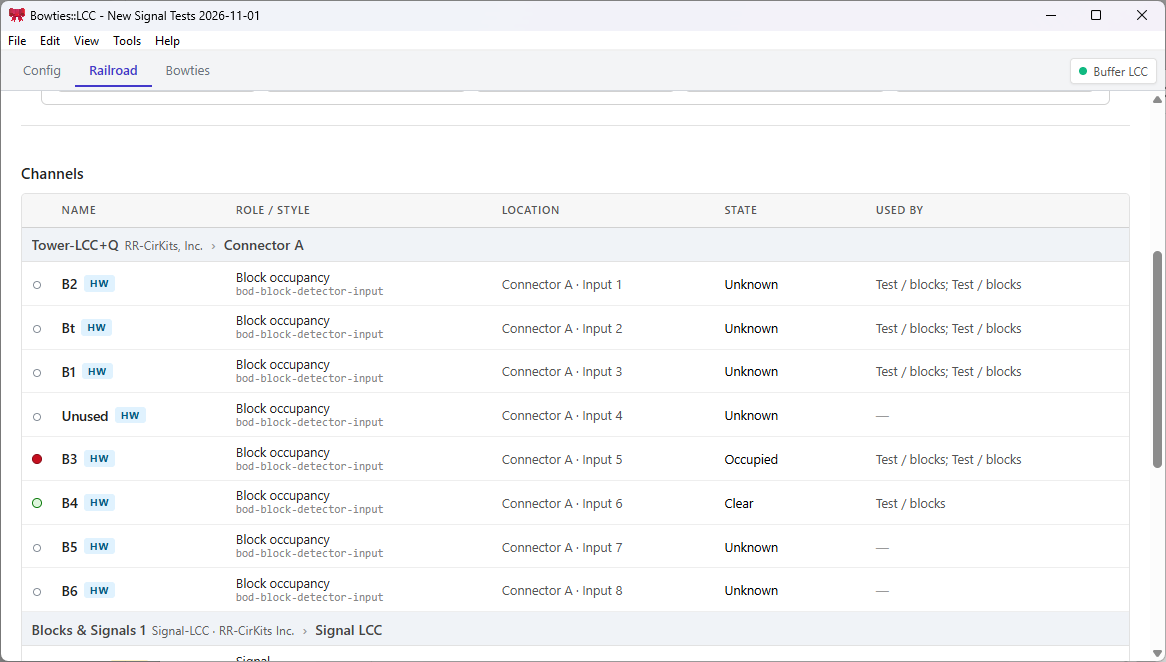 Bowties::LCC - New Signal Tests 2026-11-01
File Edit View Tools Help
Config Railroad Bowties Buffer LCC
Channels
NAME ROLE / STYLE LOCATION STATE USED BY
Tower-LCC+Q RR-CirKits, Inc. › Connector A
B2 HW Block occupancy Connector A · Input 1 Unknown Test / blocks; Test / blocks
bod-block-detector-input
Bt HW Block occupancy Connector A · Input 2 Unknown Test / blocks; Test / blocks
bod-block-detector-input
B1 HW Block occupancy Connector A · Input 3 Unknown Test / blocks; Test / blocks
bod-block-detector-input
Unused HW Block occupancy Connector A · Input 4 Unknown —
bod-block-detector-input
B3 HW Block occupancy Connector A · Input 5 Occupied Test / blocks; Test / blocks
bod-block-detector-input
B4 HW Block occupancy Connector A · Input 6 Clear Test / blocks
bod-block-detector-input
B5 HW Block occupancy Connector A · Input 7 Unknown —
bod-block-detector-input
B6 HW Block occupancy Connector A · Input 8 Unknown —
bod-block-detector-input
Blocks & Signals 1 Signal-LCC · RR-CirKits Inc. › Signal LCC
Signal